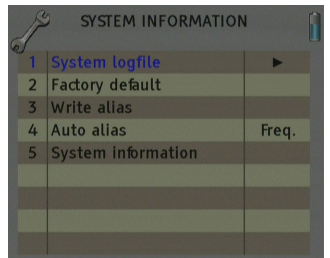 SYSTEM INFORMATION
1 System logfile ►
2 Factory default
3 Write alias
4 Auto alias Freq.
5 System information